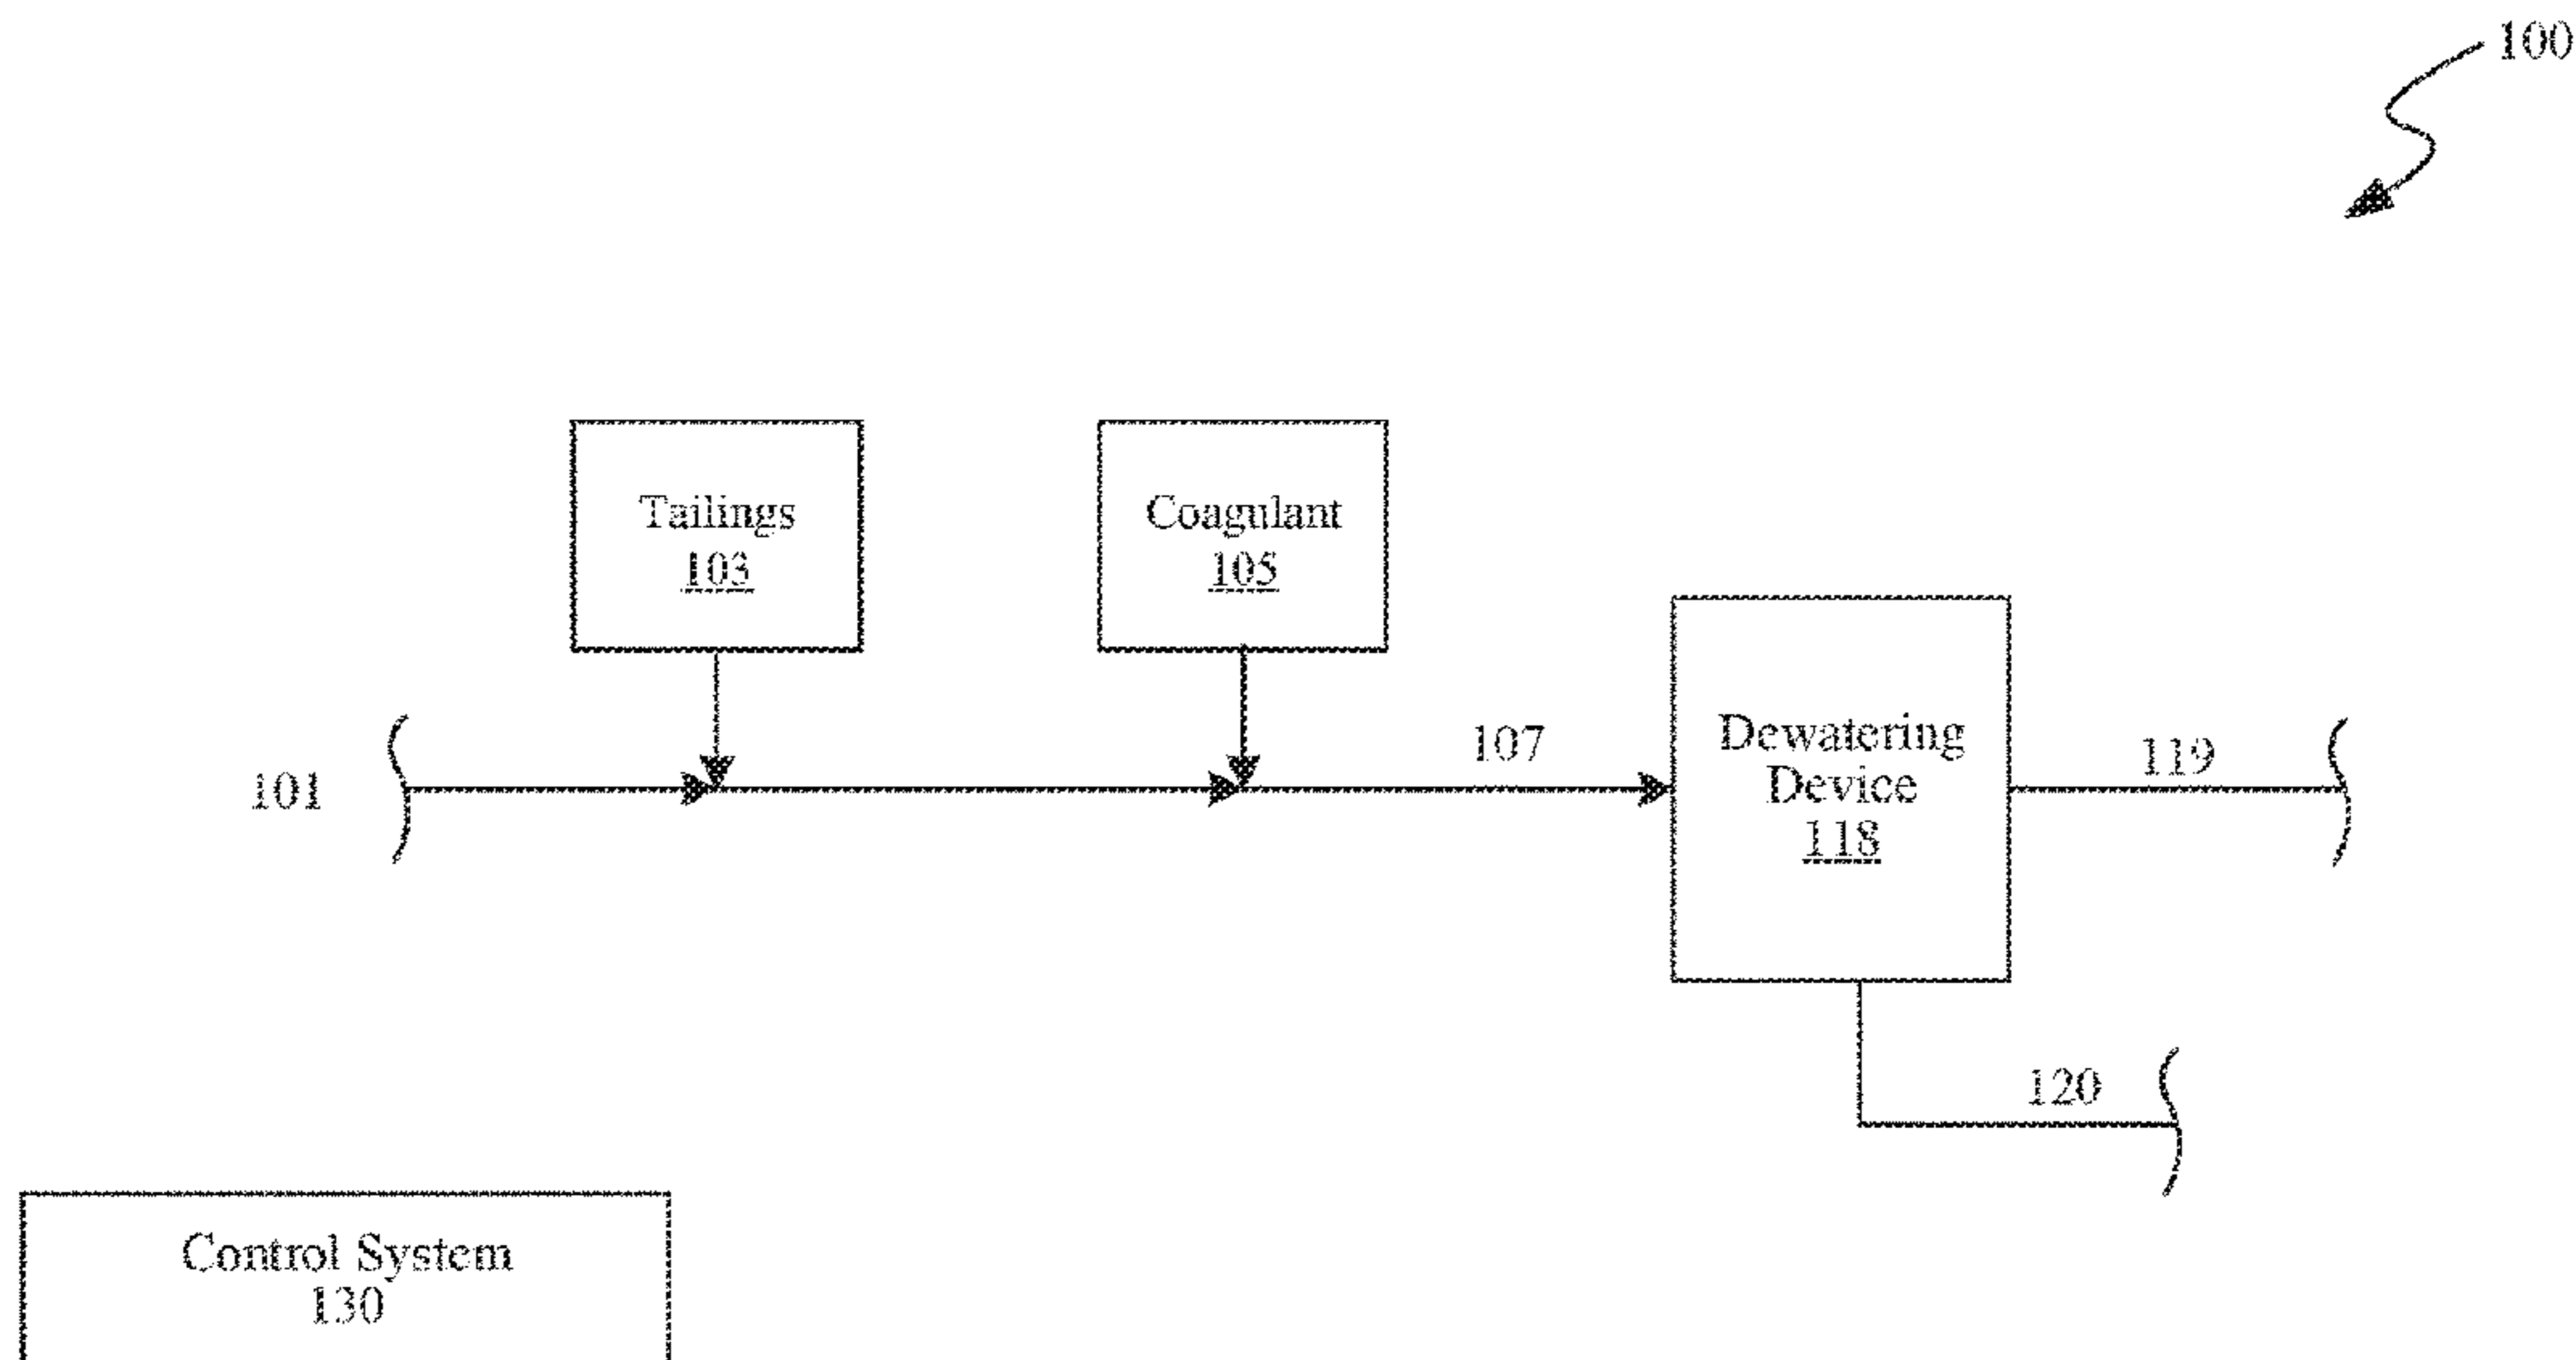 100
Tailings
103
Coagulant
105
101
107
Dewatering
Device
118
119
120
Control System
130